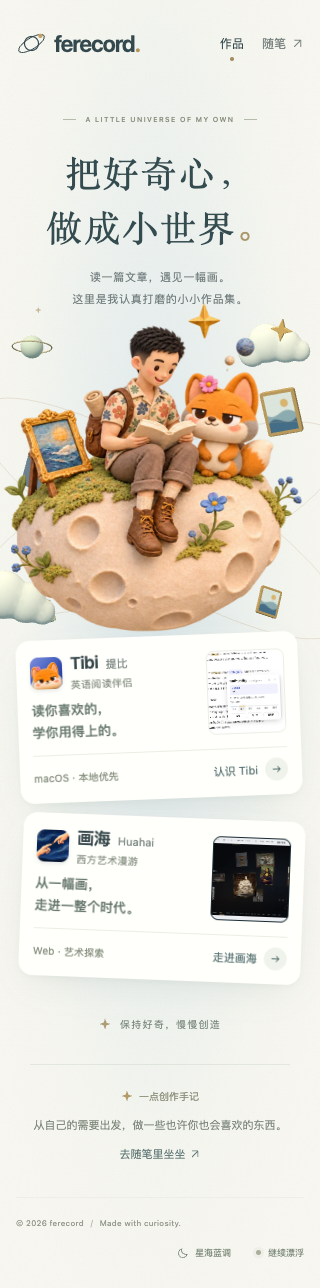 ferecord.
作品
随笔 ↗
A LITTLE UNIVERSE OF MY OWN
把好奇心，
做成小世界。
读一篇文章，遇见一幅画。
这里是我认真打磨的小小作品集。
Tibi 提比
英语阅读伴侣
读你喜欢的，
学你用得上的。
macOS · 本地优先
认识 Tibi →
画海 Huahai
西方艺术漫游
从一幅画，
走进一整个时代。
Web · 艺术探索
走进画海 →
保持好奇，慢慢创造
一点创作手记
从自己的需要出发，做一些也许你也会喜欢的东西。
去随笔里坐坐 ↗
© 2026 ferecord / Made with curiosity.
星海蓝调
继续漂浮